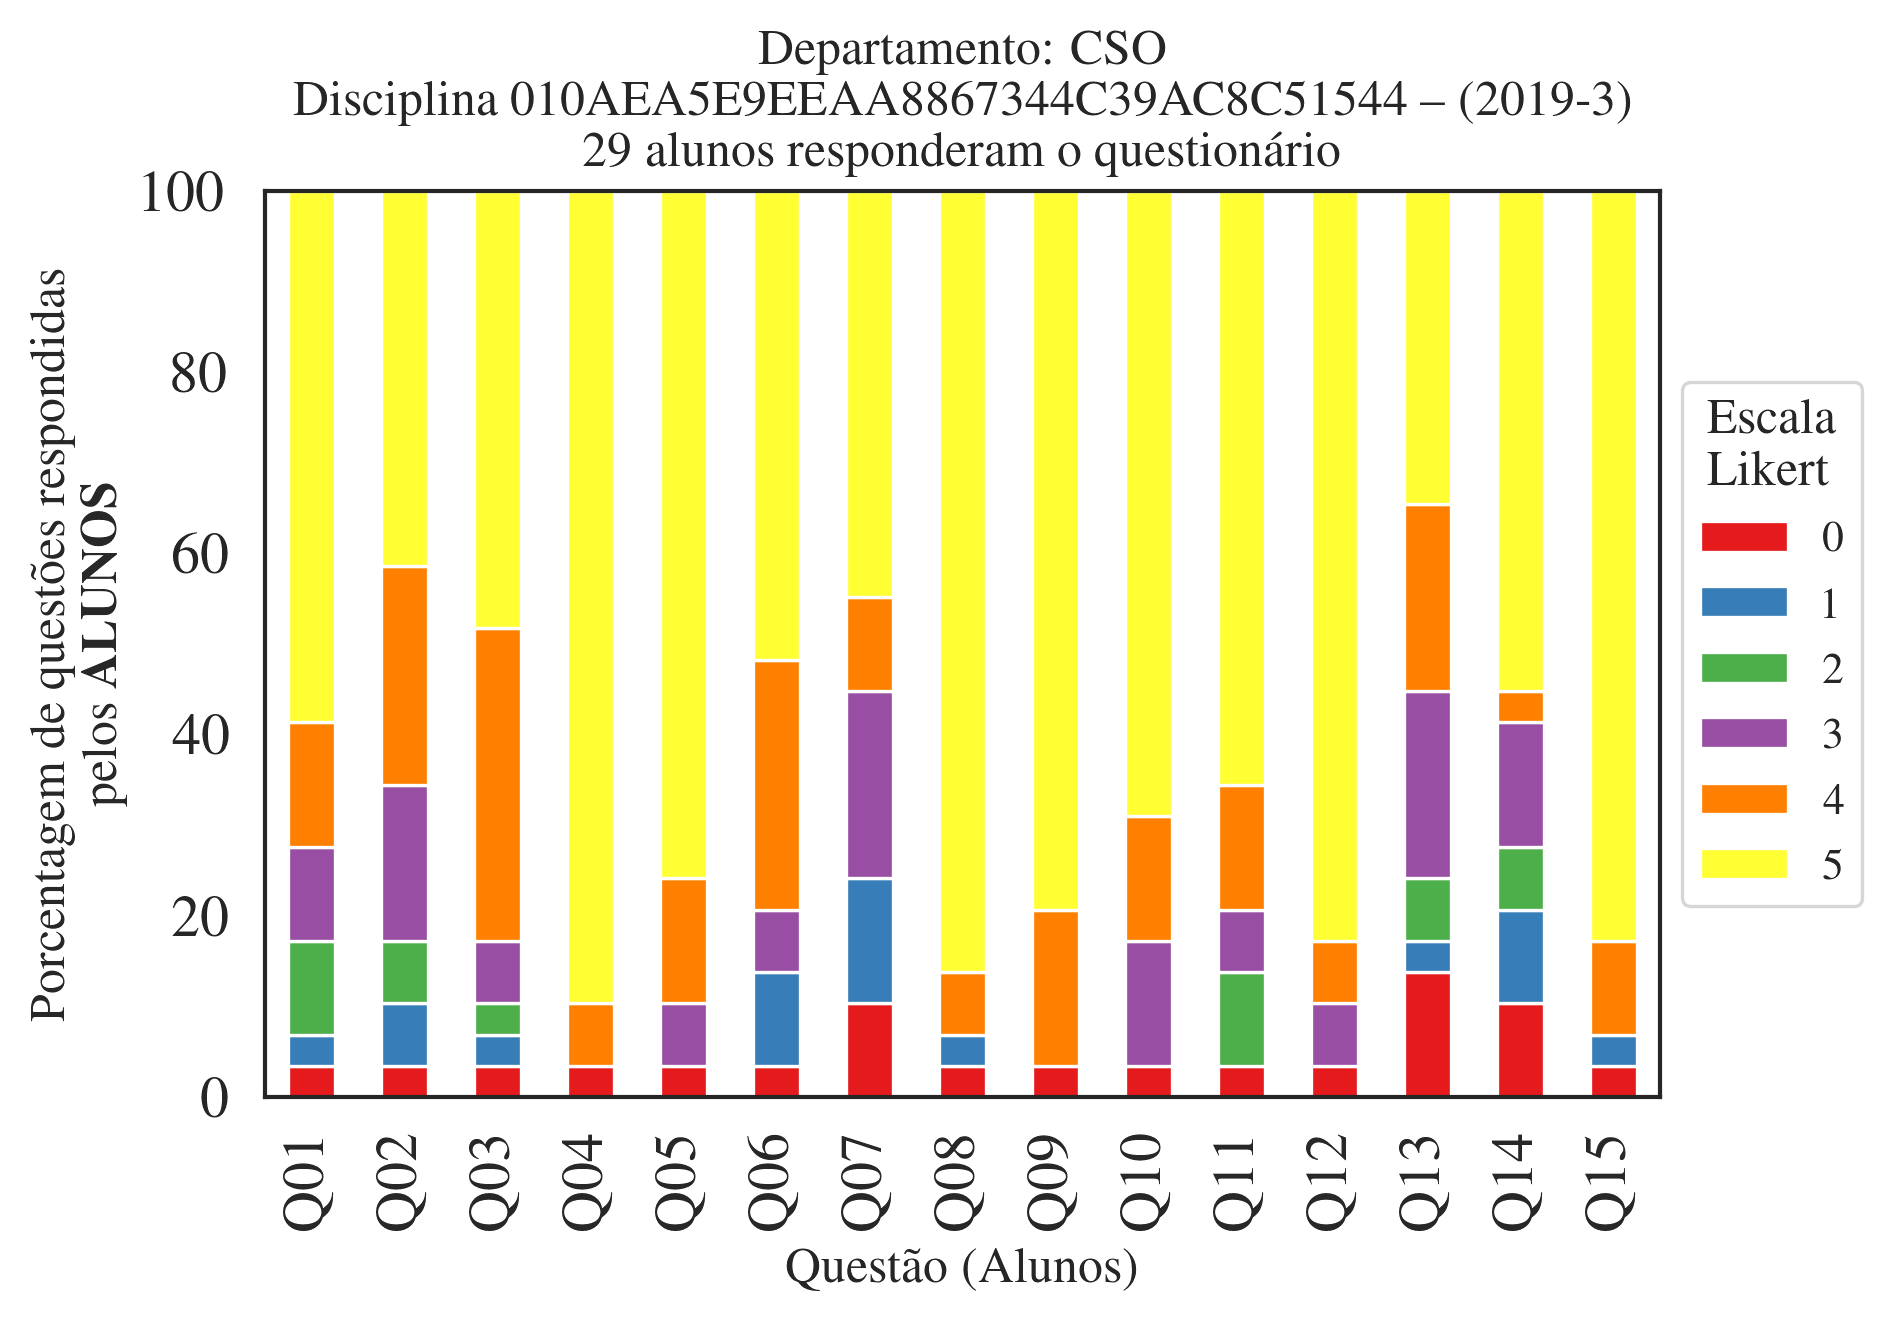 Departamento: CSO
Disciplina 010AEA5E9EEAA8867344C39AC8C51544 – (2019-3)
29 alunos responderam o questionário
Porcentagem de questões respondidas
pelos ALUNOS
100
80
60
40
20
0
Q01
Q02
Q03
Q04
Q05
Q06
Q07
Q08
Q09
Q10
Q11
Q12
Q13
Q14
Q15
Questão (Alunos)
Escala
Likert
0
1
2
3
4
5